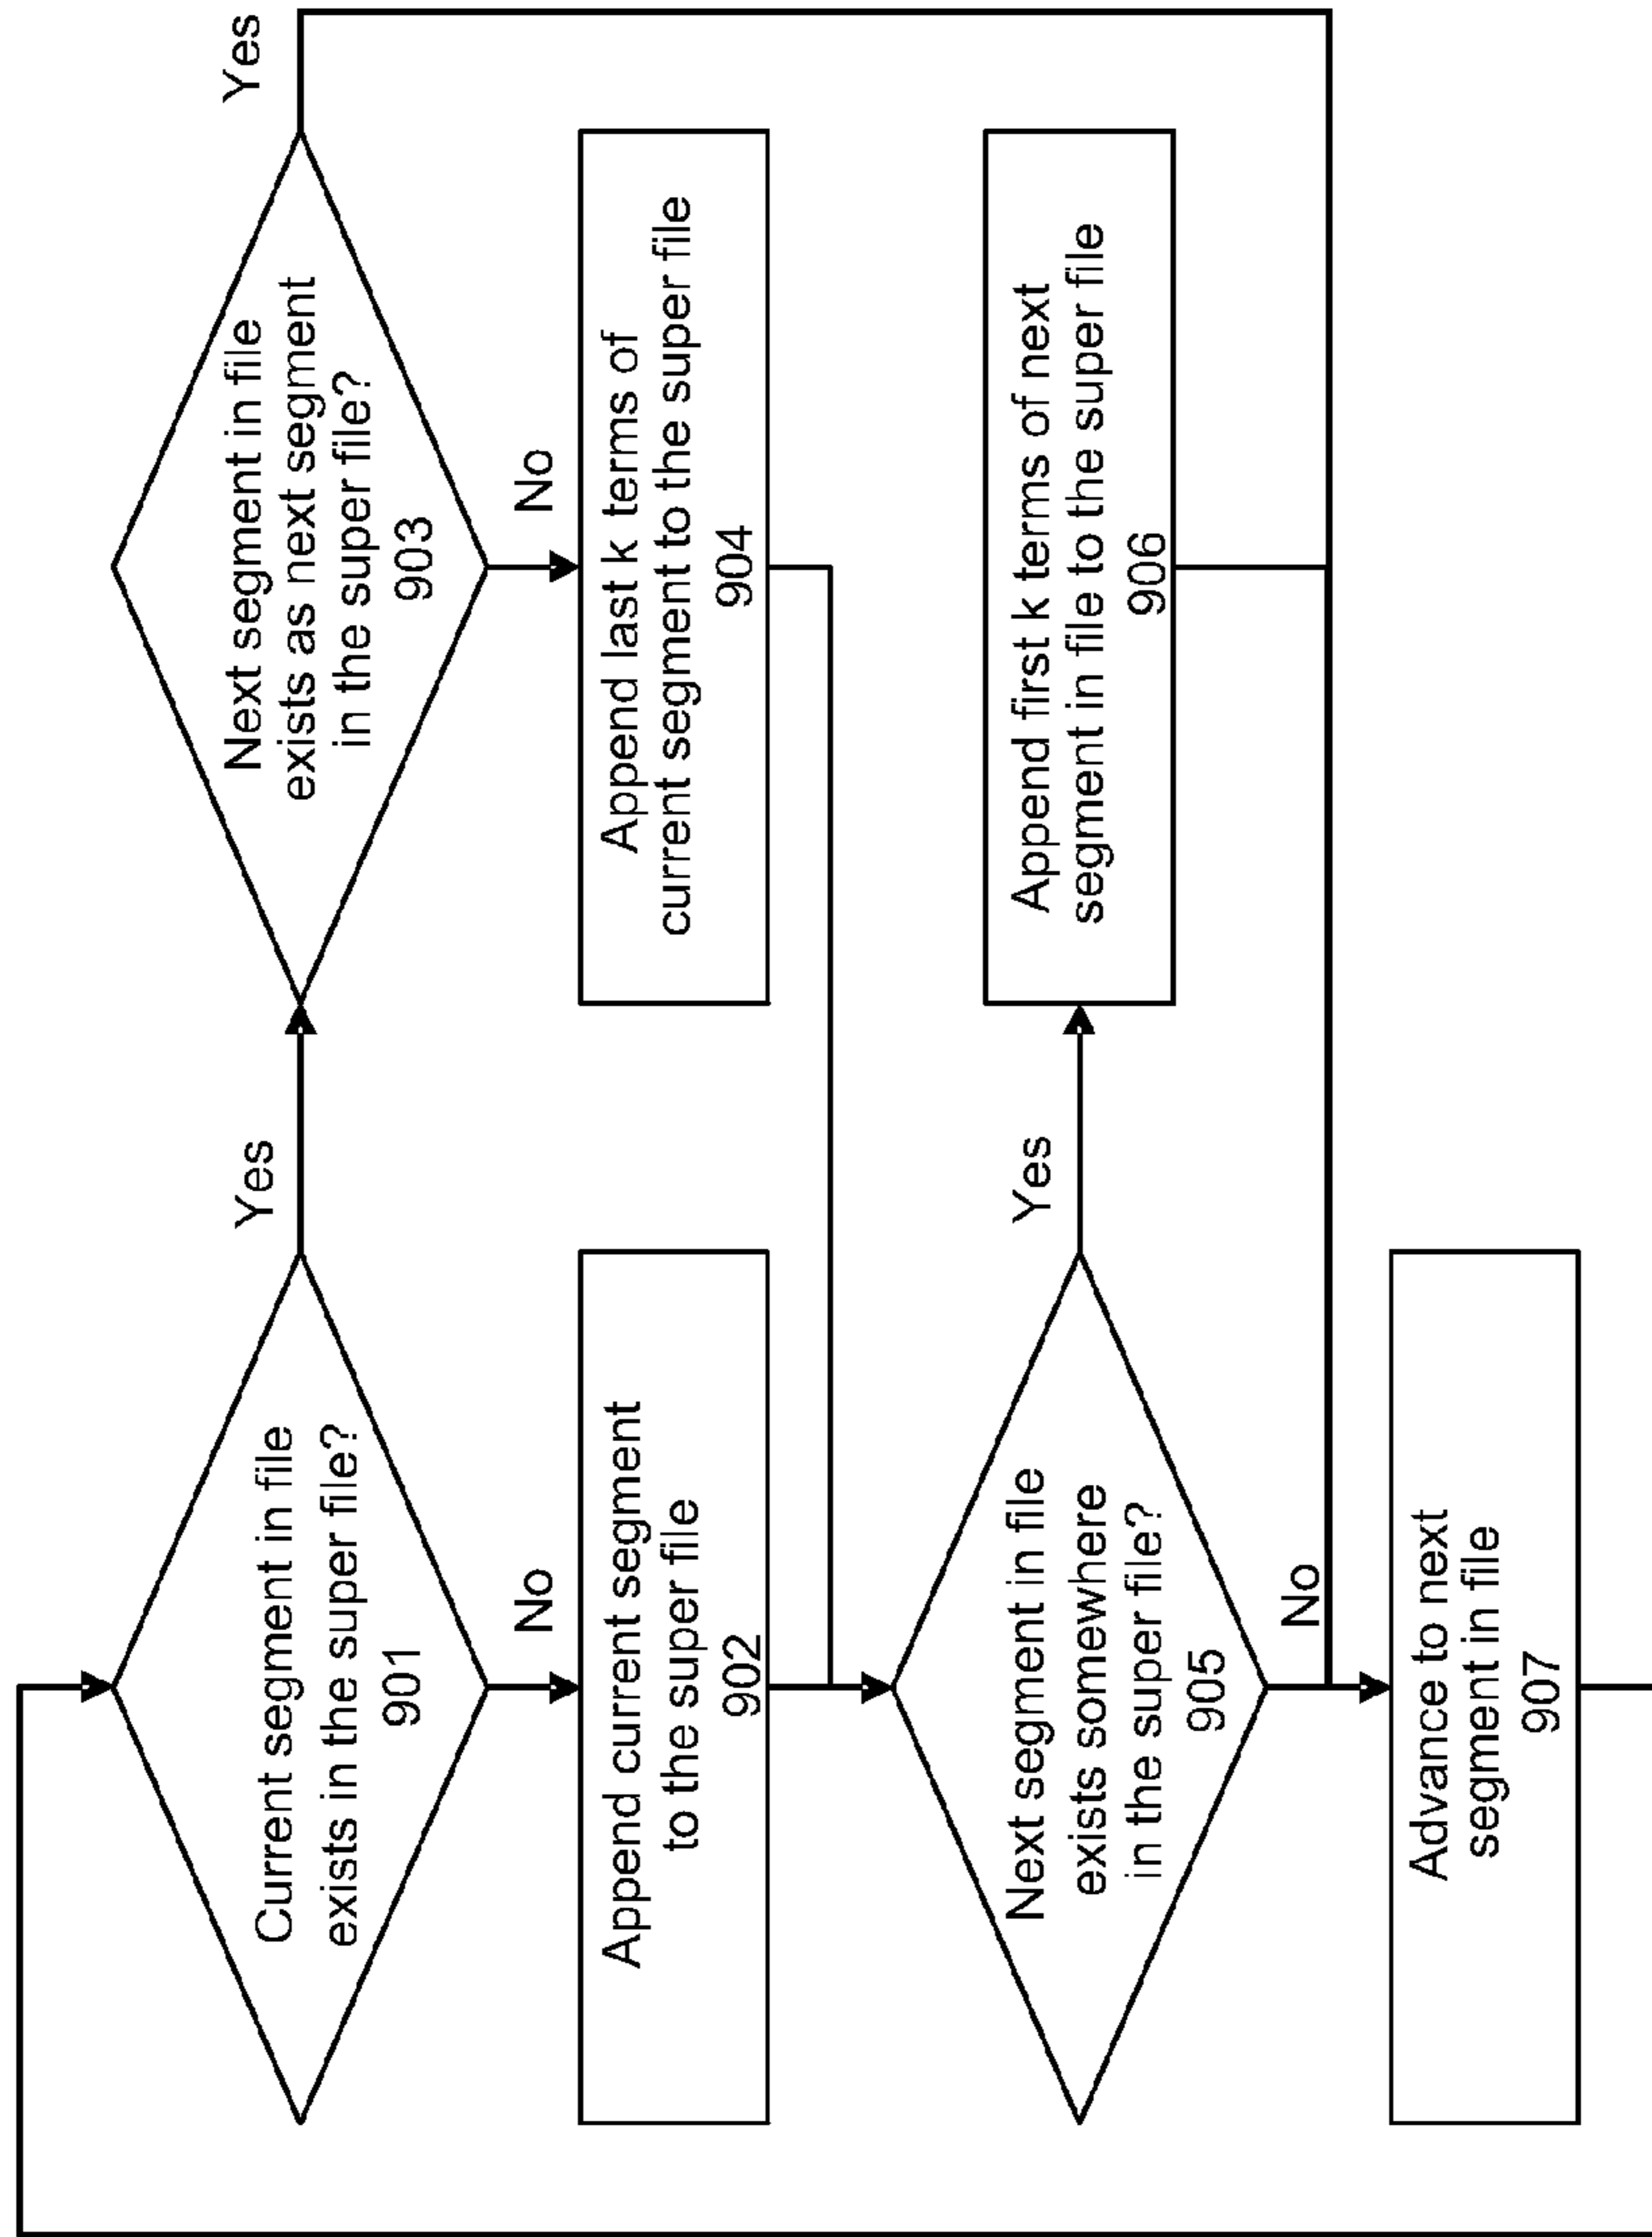 Current segment in file
exists in the super file?
901
Yes
Next segment in file
exists as next segment
in the super file?
903
Yes
No
Append current segment
to the super file
902
No
Append last k terms of
current segment to the super file
904
Next segment in file
exists somewhere
in the super file?
905
Yes
Append first k terms of next
segment in file to the super file
906
No
Advance to next
segment in file
907